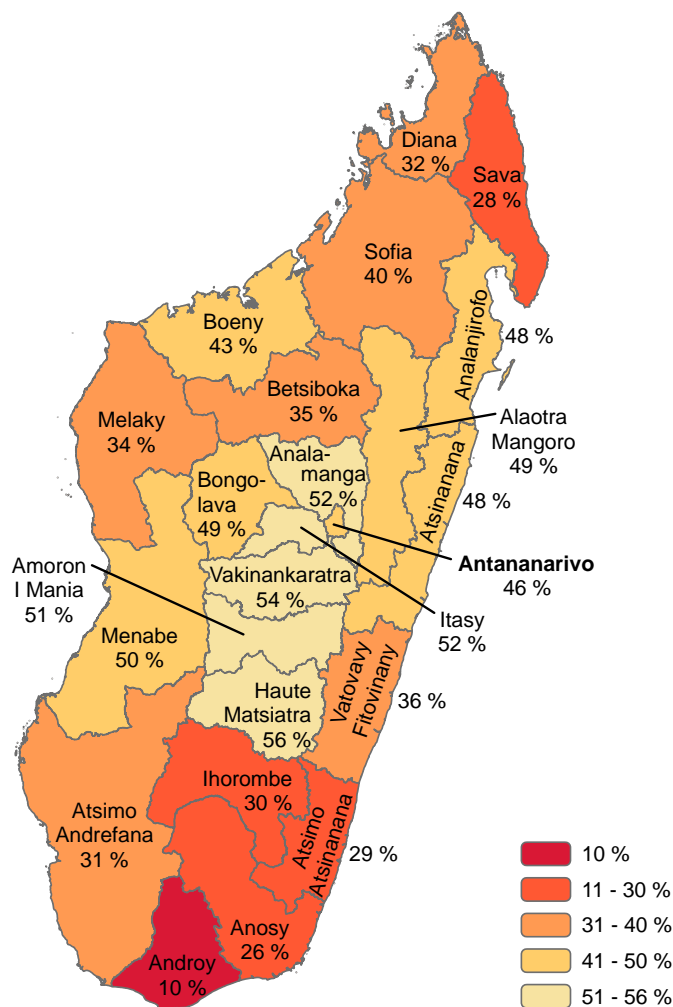 Diana
32 %
Sava
28 %
Sofia
40 %
Analanjirofo
48 %
Boeny
43 %
Betsiboka
35 %
Melaky
34 %
Alaotra
Mangoro
49 %
Anala-
manga
52 %
Bongo-
lava
49 %
Atsinanana
48 %
Antananarivo
46 %
Amoron
I Mania
51 %
Vakinankaratra
54 %
Itasy
52 %
Menabe
50 %
Haute
Matsiatra
56 %
Vatovavy
Fitovinany
36 %
Ihorombe
30 %
Atsimo
Andrefana
31 %
Atsimo
Atsinanana
29 %
Anosy
26 %
Androy
10 %
10 %
11 - 30 %
31 - 40 %
41 - 50 %
51 - 56 %